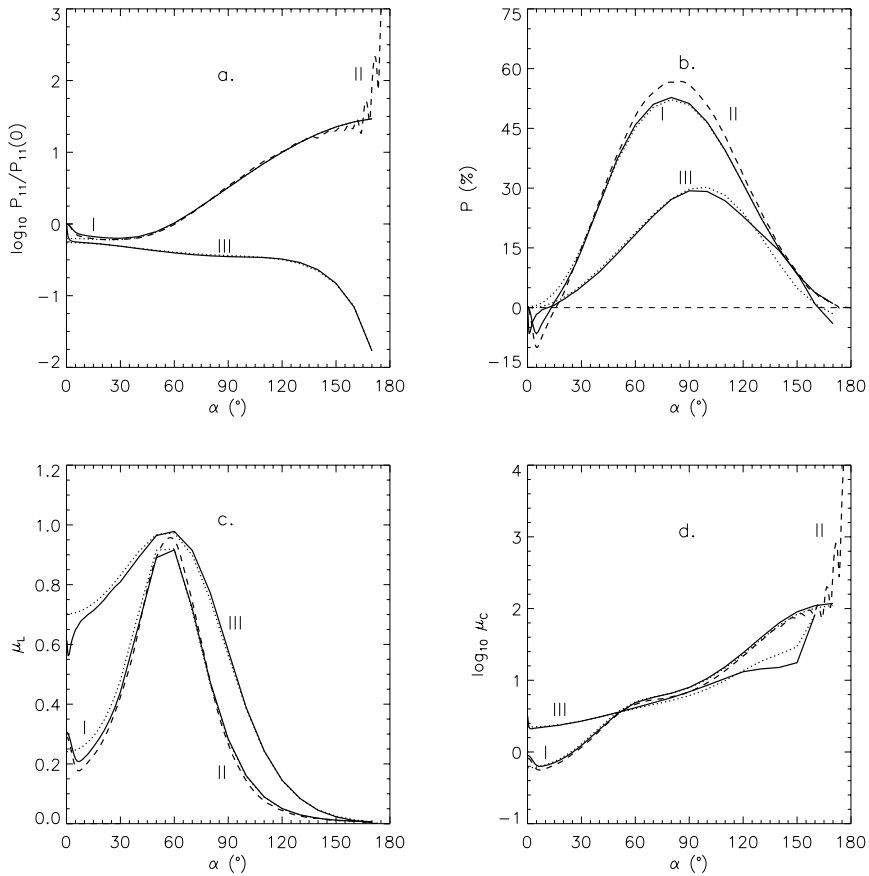 3
2
1
0
−1
−2
0 30 60 90 120 150 180
log₁₀ P₁₁/P₁₁(0)
α (°)
a.
I
II
III
75
60
45
30
15
0
−15
0 30 60 90 120 150 180
P (%)
α (°)
b.
I
II
III
1.2
1.0
0.8
0.6
0.4
0.2
0.0
0 30 60 90 120 150 180
μL
α (°)
c.
III
I
II
4
3
2
1
0
−1
0 30 60 90 120 150 180
log₁₀ μC
α (°)
d.
II
III
I